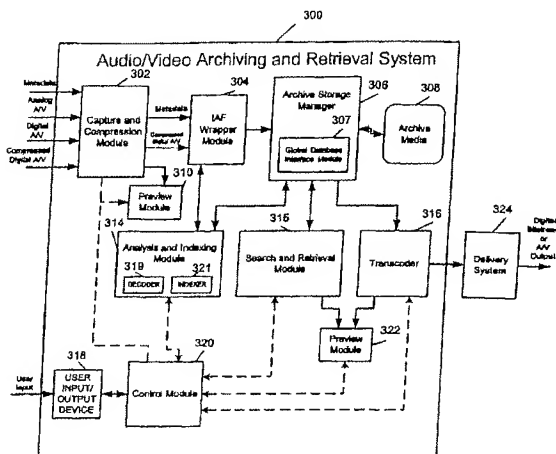 300
Audio/Video Archiving and Retrieval System
302
304
306
308
Metadata
Analog A/V
Digital A/V
Compressed Digital A/V
Capture and Compression Module
Metadata
Compressed A/V
IAF Wrapper Module
Archive Storage Manager
307
Global Database Interface Module
Archive Media
310
Preview Module
314
Analysis and Indexing Module
319
321
DECODER
INDEXER
315
Search and Retrieval Module
316
Transcoder
324
Delivery System
Digital Bitstream or A/V Output
322
Preview Module
318
320
User Input
USER INPUT/OUTPUT DEVICE
Control Module